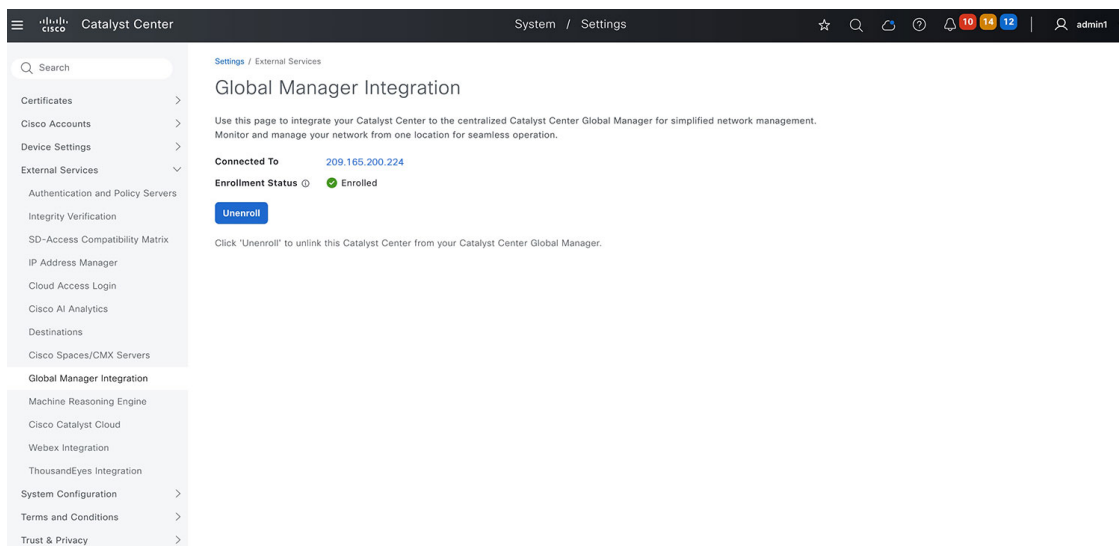 cisco Catalyst Center
System / Settings
10 14 12
admin1
Search
Certificates
Cisco Accounts
Device Settings
External Services
Authentication and Policy Servers
Integrity Verification
SD-Access Compatibility Matrix
IP Address Manager
Cloud Access Login
Cisco AI Analytics
Destinations
Cisco Spaces/CMX Servers
Global Manager Integration
Machine Reasoning Engine
Cisco Catalyst Cloud
Webex Integration
ThousandEyes Integration
System Configuration
Terms and Conditions
Trust & Privacy
Settings / External Services
Global Manager Integration
Use this page to integrate your Catalyst Center to the centralized Catalyst Center Global Manager for simplified network management.
Monitor and manage your network from one location for seamless operation.
Connected To 209.165.200.224
Enrollment Status Enrolled
Unenroll
Click 'Unenroll' to unlink this Catalyst Center from your Catalyst Center Global Manager.